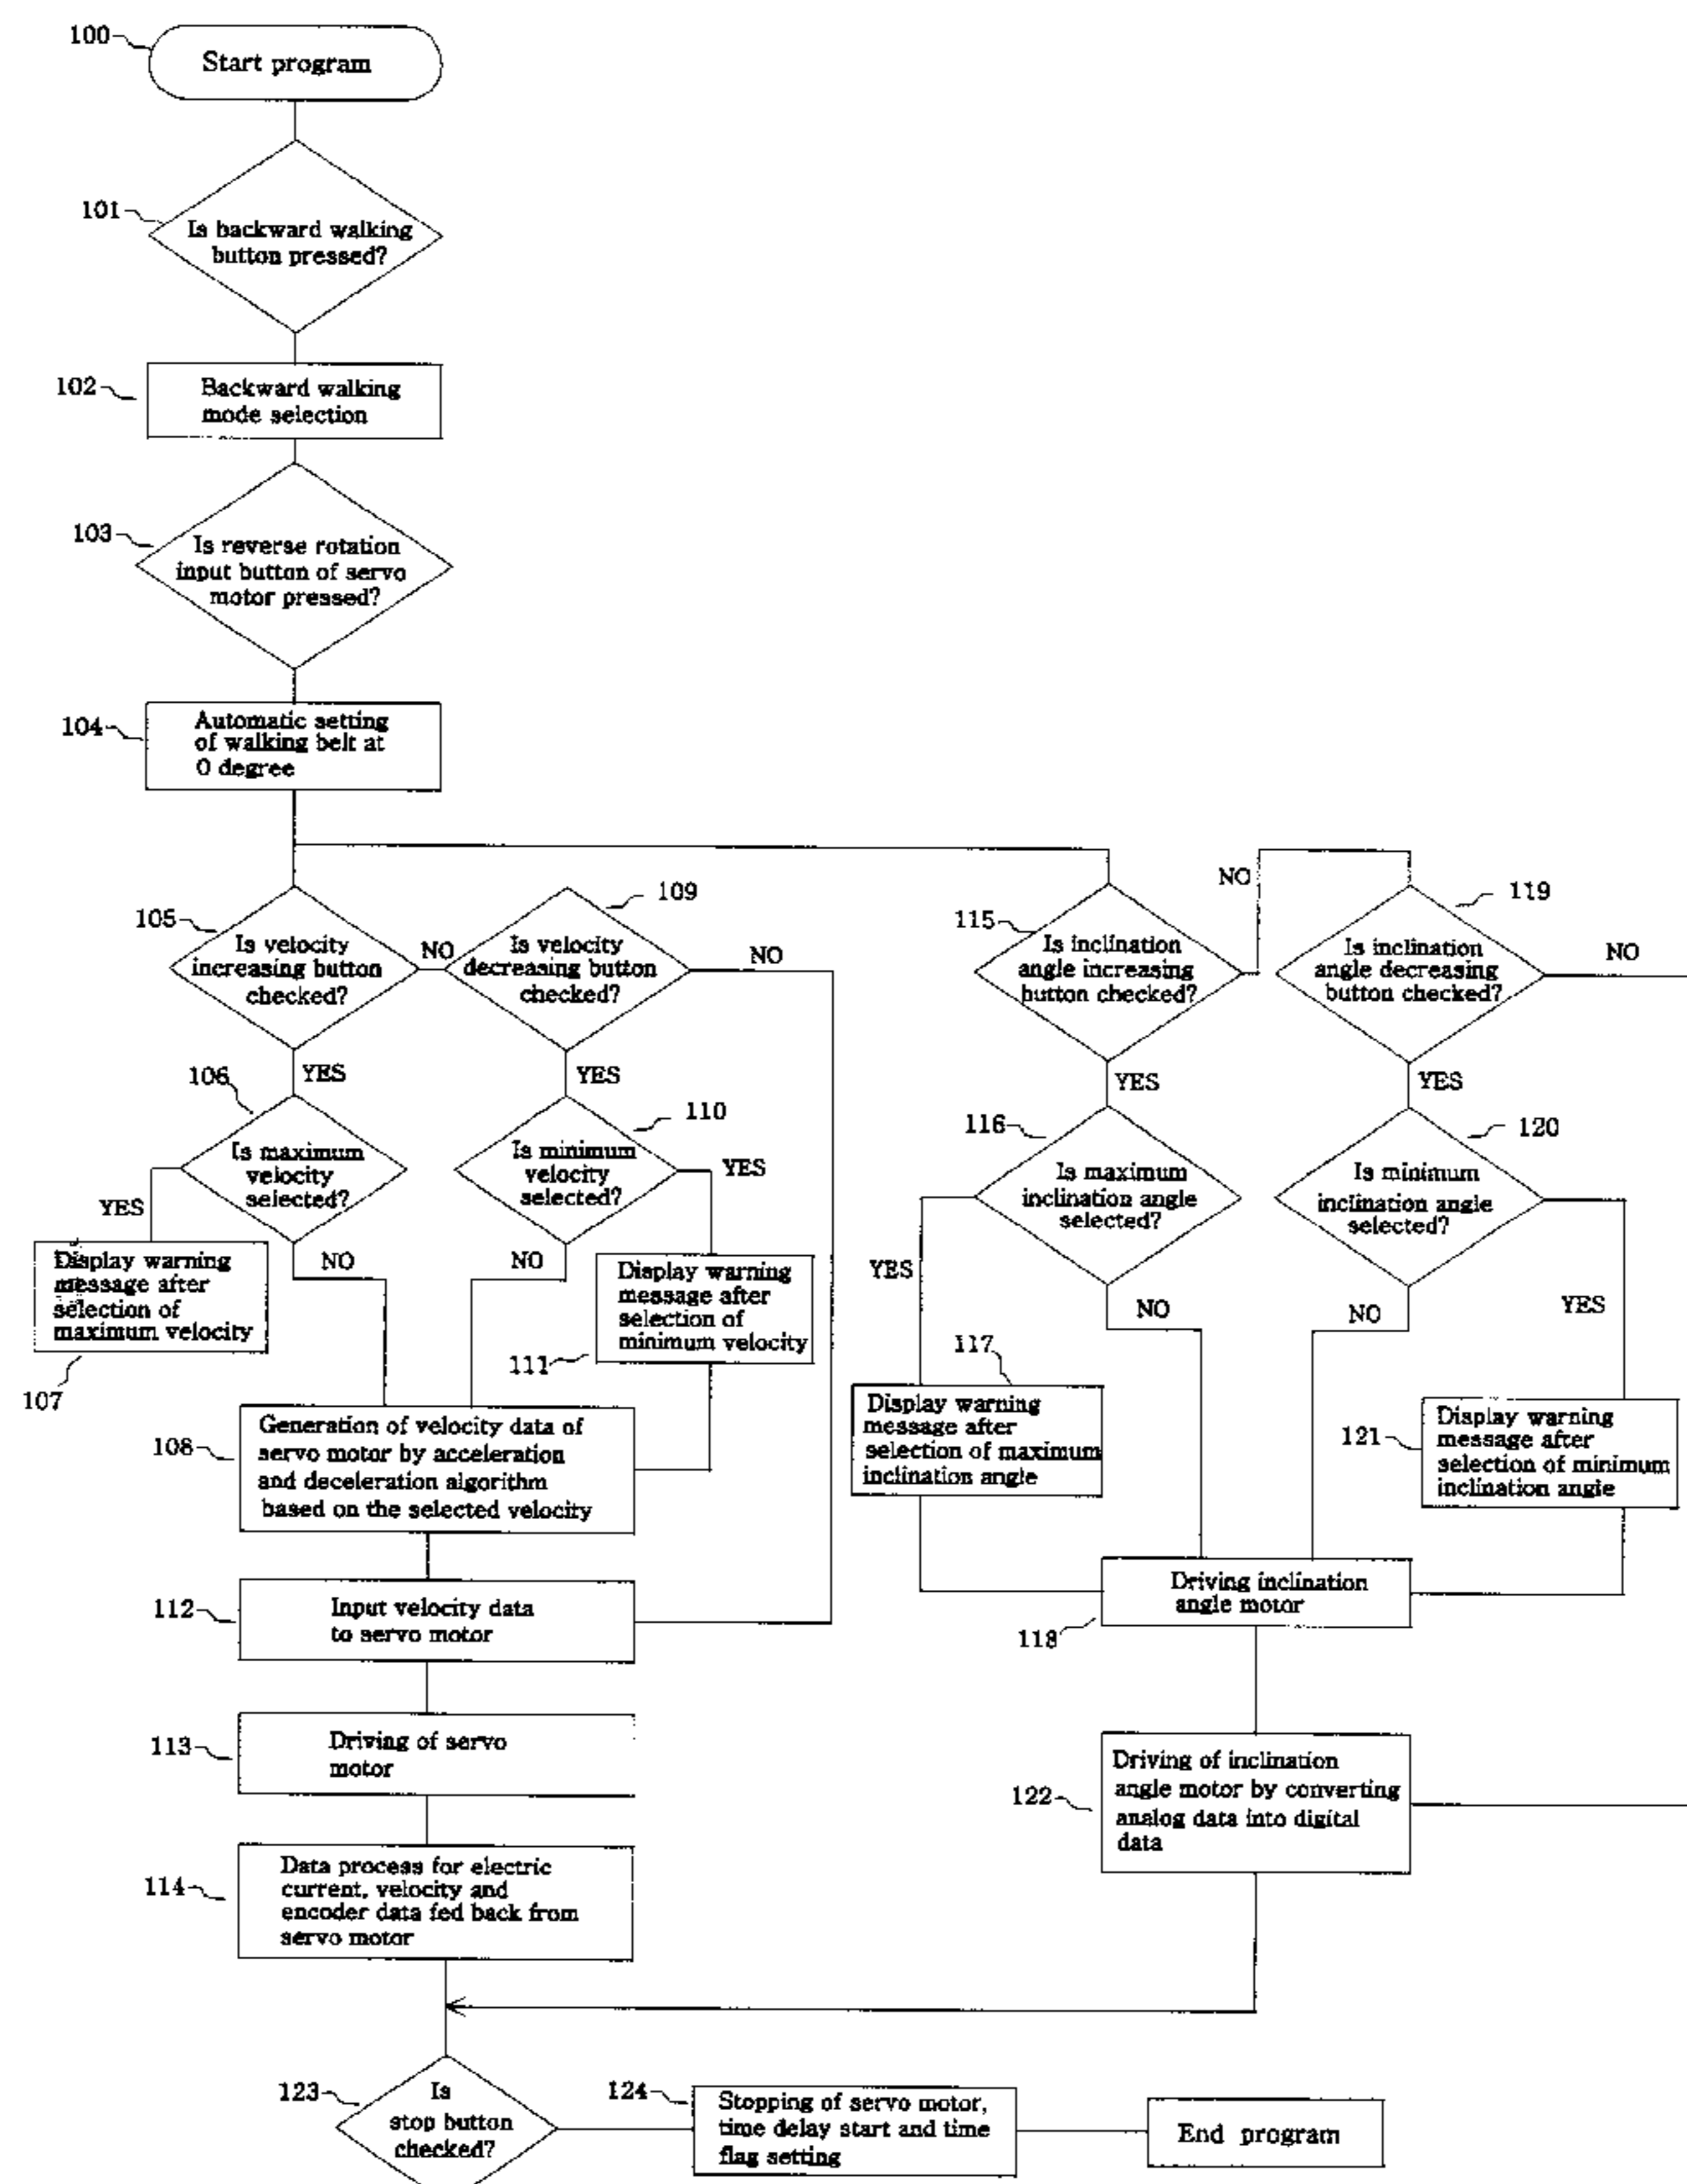 100
Start program
101
Is backward walking
button pressed?
102
Backward walking
mode selection
103
Is reverse rotation
input button of servo
motor pressed?
104
Automatic setting
of walking belt at
0 degree
105
Is velocity
increasing button
checked?
NO
109
Is velocity
decreasing button
checked?
NO
115
Is inclination
angle increasing
button checked?
NO
119
Is inclination
angle decreasing
button checked?
NO
YES
YES
YES
YES
106
Is maximum
velocity
selected?
YES
NO
110
Is minimum
velocity
selected?
YES
NO
116
Is maximum
inclination angle
selected?
YES
NO
120
Is minimum
inclination angle
selected?
YES
NO
Display warning
message after
selection of
maximum velocity
107
Display warning
message after
selection of
minimum velocity
111
117
Display warning
message after
selection of maximum
inclination angle
121
Display warning
message after
selection of minimum
inclination angle
108
Generation of velocity data of
servo motor by acceleration
and deceleration algorithm
based on the selected velocity
112
Input velocity data
to servo motor
Driving inclination
angle motor
118
113
Driving of servo
motor
122
Driving of inclination
angle motor by converting
analog data into digital
data
114
Data process for electric
current, velocity and
encoder data fed back from
servo motor
123
Is
stop button
checked?
124
Stopping of servo motor,
time delay start and time
flag setting
End program